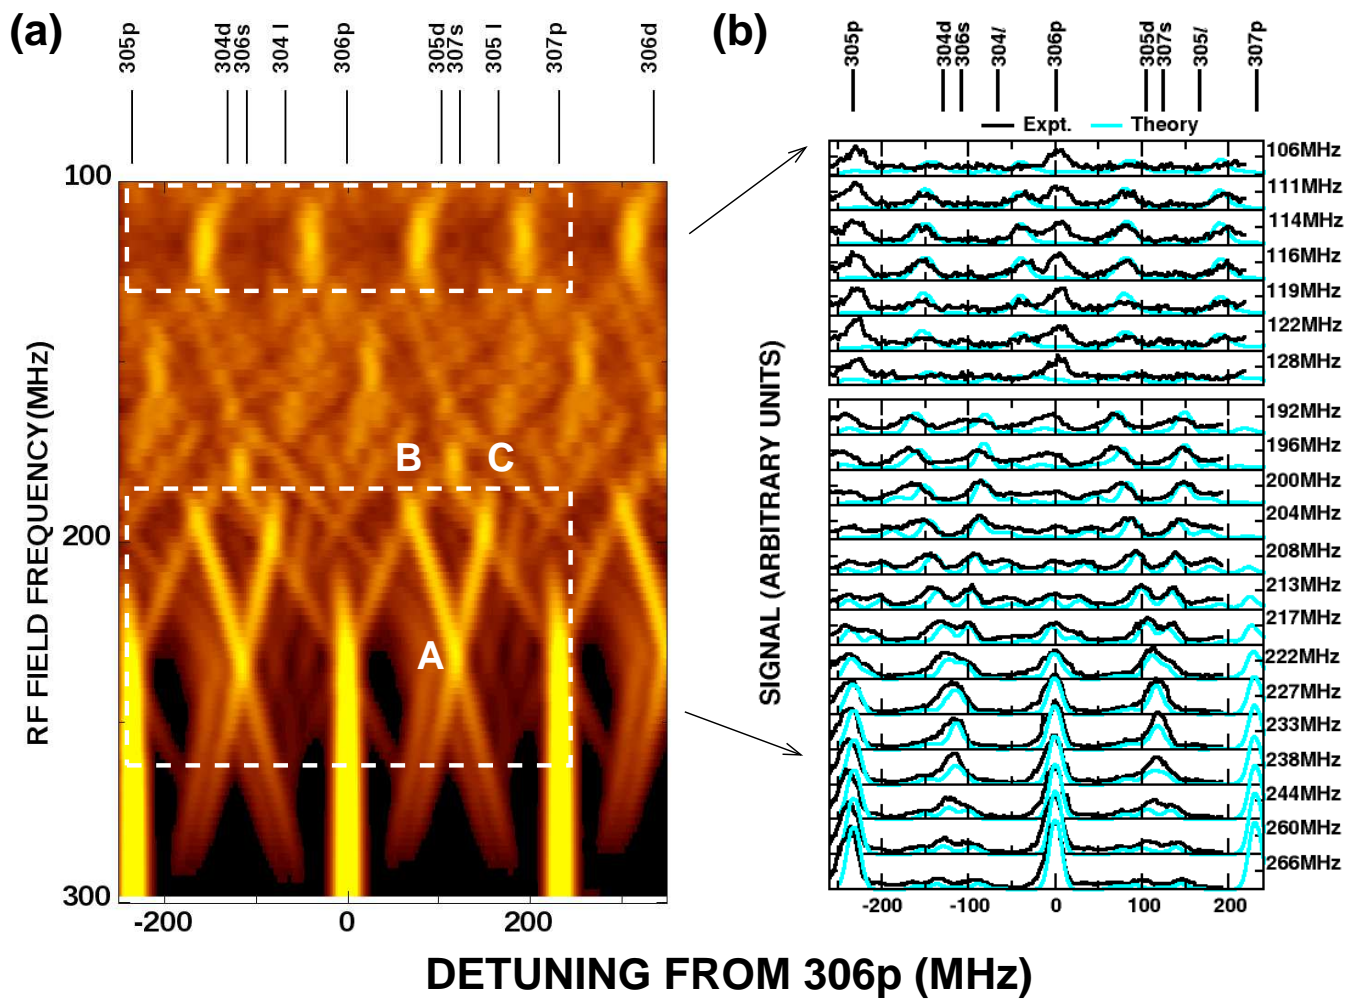 (a)
305p
304d
306s
304 l
306p
305d
307s
305 l
307p
306d
100
200
300
RF FIELD FREQUENCY(MHz)
B
C
A
-200
0
200
(b)
305p
304d
306s
304l
306p
305d
307s
305l
307p
Expt.
Theory
106MHz
111MHz
114MHz
116MHz
119MHz
122MHz
128MHz
192MHz
196MHz
200MHz
204MHz
208MHz
213MHz
217MHz
222MHz
227MHz
233MHz
238MHz
244MHz
260MHz
266MHz
SIGNAL (ARBITRARY UNITS)
-200
-100
0
100
200
DETUNING FROM 306p (MHz)